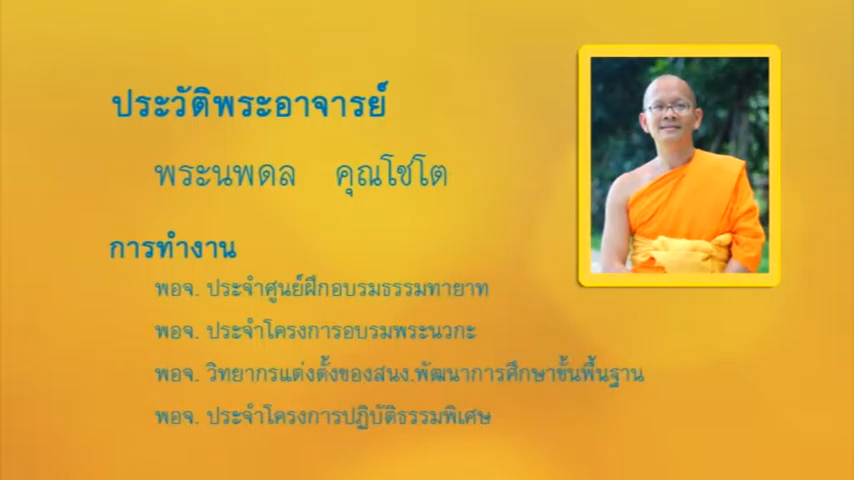 ประวัติพระอาจารย์
พระนพดล คุณโชโต
การทำงาน
พอจ. ประจำศูนย์ฝึกอบรมธรรมทายาท
พอจ. ประจำโครงการอบรมพระนวกะ
พอจ. วิทยากรแต่งตั้งของสนง.พัฒนาการศึกษาขั้นพื้นฐาน
พอจ. ประจำโครงการปฏิบัติธรรมพิเศษ